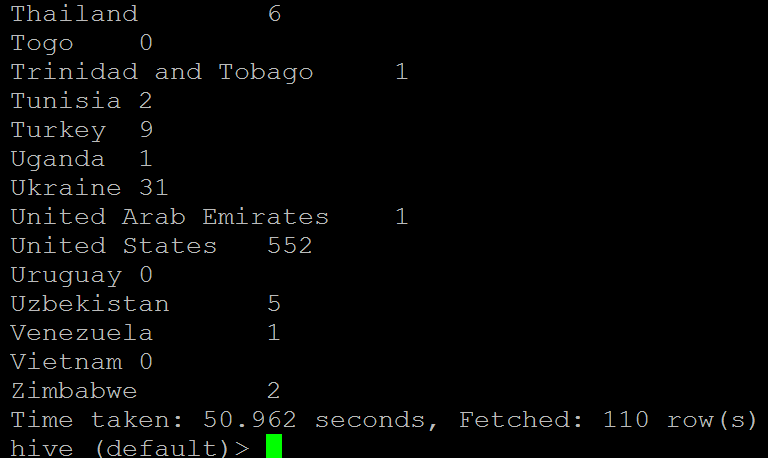 Thailand	6
Togo	0
Trinidad and Tobago	1
Tunisia	2
Turkey	9
Uganda	1
Ukraine	31
United Arab Emirates	1
United States	552
Uruguay	0
Uzbekistan	5
Venezuela	1
Vietnam	0
Zimbabwe	2
Time taken: 50.962 seconds, Fetched: 110 row(s)
hive (default)>